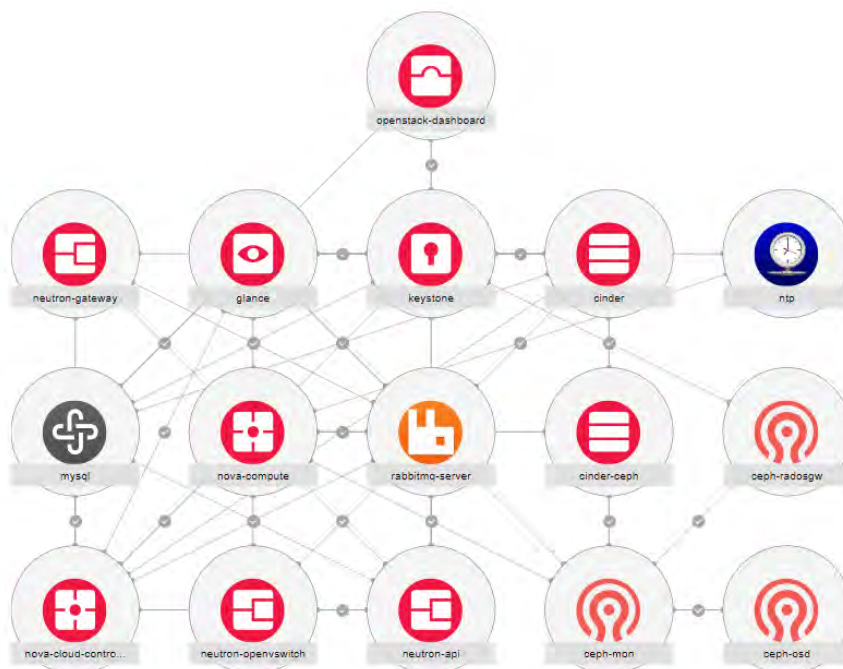 openstack-dashboard
neutron-gateway
glance
keystone
cinder
ntp
mysql
nova-compute
rabbitmq-server
cinder-ceph
ceph-radosgw
nova-cloud-contro...
neutron-openvswitch
neutron-api
ceph-mon
ceph-osd